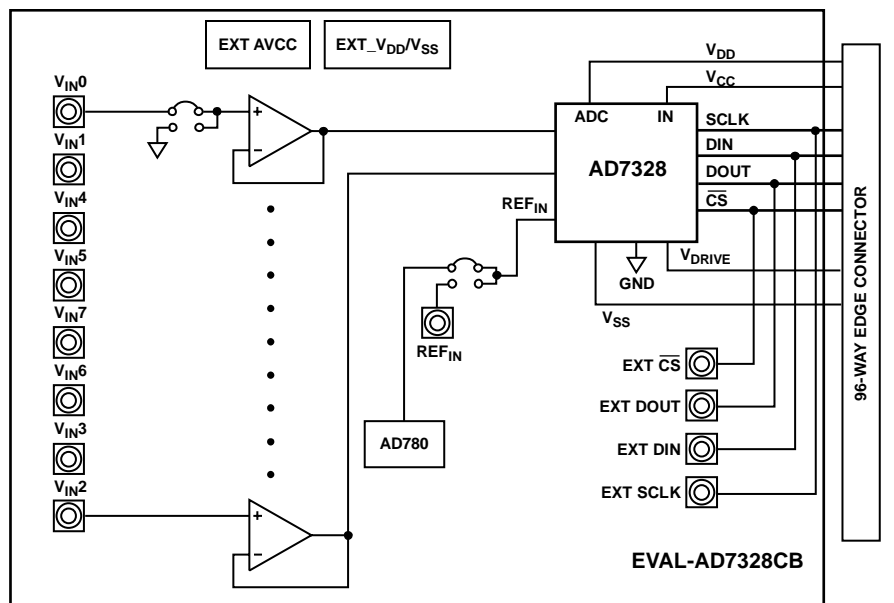 EXT AVCC
EXT_VDD/VSS
VIN0
VIN1
VIN4
VIN5
VIN7
VIN6
VIN3
VIN2
+
–
+
–
ADC
IN
AD7328
REFIN
GND
VDD
VCC
SCLK
DIN
DOUT
CS
VDRIVE
VSS
REFIN
AD780
EXT CS
EXT DOUT
EXT DIN
EXT SCLK
96-WAY EDGE CONNECTOR
EVAL-AD7328CB